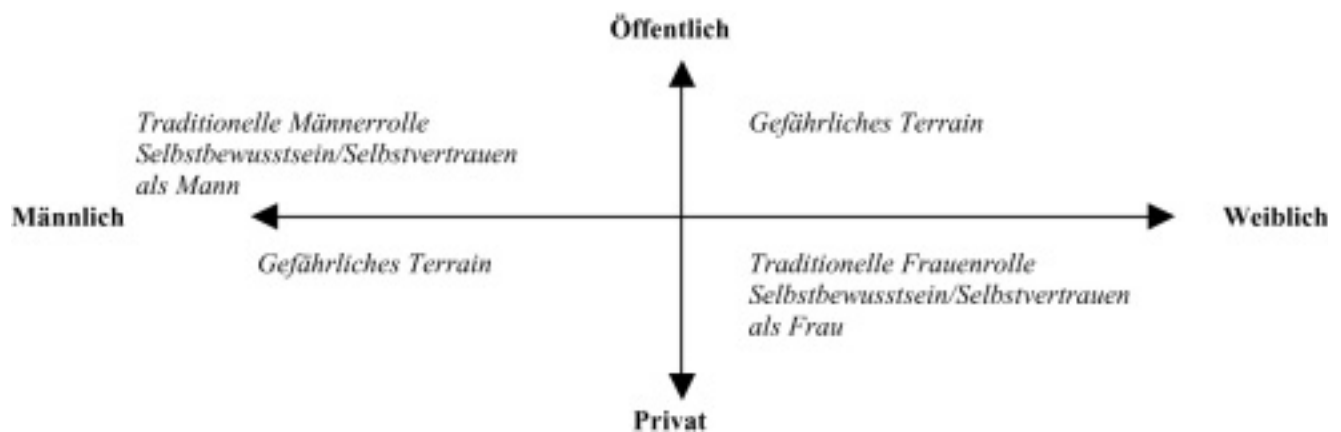 Öffentlich
Traditionelle Männerrolle
Selbstbewusstsein/Selbstvertrauen
als Mann
Gefährliches Terrain
Männlich
Weiblich
Gefährliches Terrain
Traditionelle Frauenrolle
Selbstbewusstsein/Selbstvertrauen
als Frau
Privat